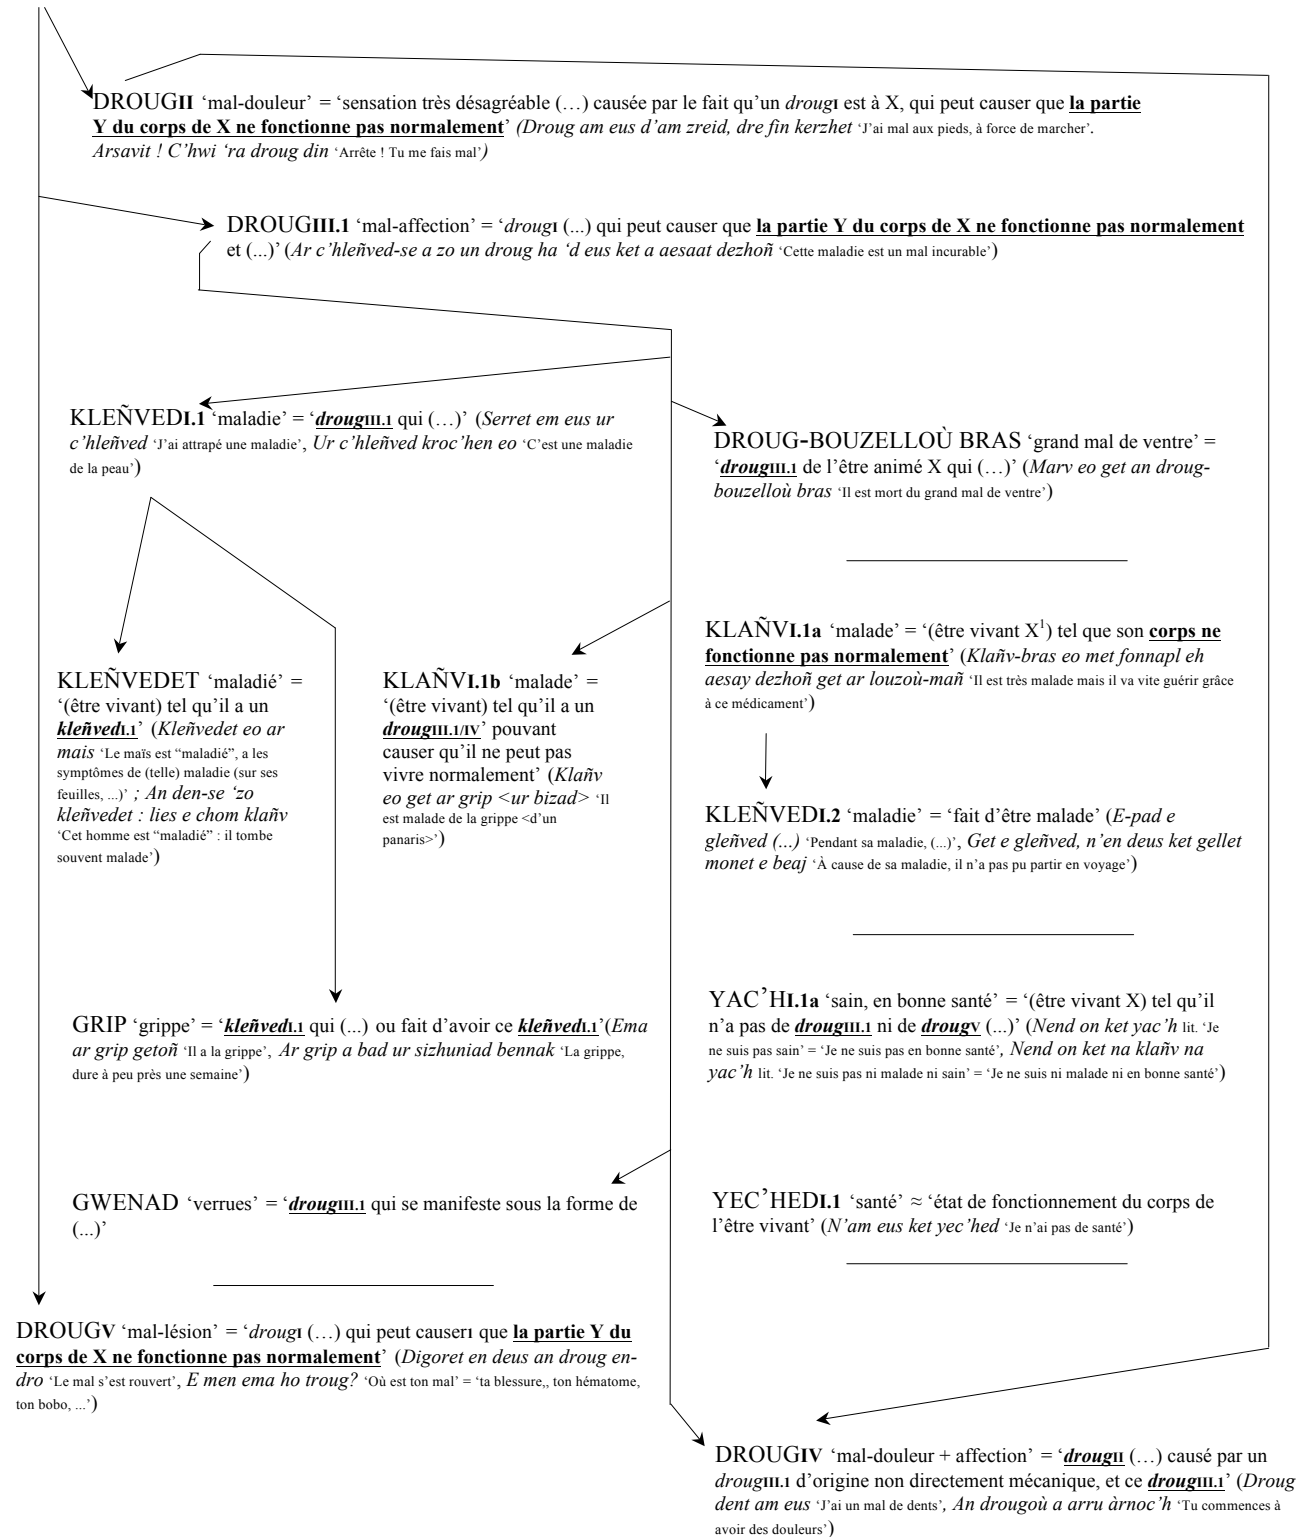 DROUGII ‘mal-douleur’ = ‘sensation très désagréable (…) causée par le fait qu’un drougI est à X, qui peut causer que la partie
Y du corps de X ne fonctionne pas normalement’ (Droug am eus d’am zreid, dre fin kerzhet ‘J’ai mal aux pieds, à force de marcher’.
Arsavit ! C’hwi ‘ra droug din ‘Arrête ! Tu me fais mal’)
DROUGIII.1 ‘mal-affection’ = ‘drougI (...) qui peut causer que la partie Y du corps de X ne fonctionne pas normalement
et (...)’ (Ar c’hleñved-se a zo un droug ha ‘d eus ket a aesaat dezhoñ ‘Cette maladie est un mal incurable’)
KLEÑVEDI.1 ‘maladie’ = ‘drougIII.1 qui (…)’ (Serret em eus ur
c’hleñved ‘J’ai attrapé une maladie’, Ur c’hleñved kroc’hen eo ‘C’est une maladie
de la peau’)
DROUG-BOUZELLOÙ BRAS ‘grand mal de ventre’ =
‘drougIII.1 de l’être animé X qui (…)’ (Marv eo get an droug-
bouzelloù bras ‘Il est mort du grand mal de ventre’)
KLEÑVEDET ‘maladié’ =
‘(être vivant) tel qu’il a un
kleñvedI.1’ (Kleñvedet eo ar
mais ‘Le maïs est “maladié”, a les
symptômes de (telle) maladie (sur ses
feuilles, ...)’ ; An den-se ‘zo
kleñvedet : lies e chom klañv
‘Cet homme est “maladié” : il tombe
souvent malade’)
KLAÑVI.1b ‘malade’ =
‘(être vivant) tel qu’il a un
drougIII.1/IV’ pouvant
causer qu’il ne peut pas
vivre normalement’ (Klañv
eo get ar grip <ur bizad> ‘Il
est malade de la grippe <d’un
panaris>’)
KLAÑVI.1a ‘malade’ = ‘(être vivant X1) tel que son corps ne
fonctionne pas normalement’ (Klañv-bras eo met fonnapl eh
aesay dezhoñ get ar louzoù-mañ ‘Il est très malade mais il va vite guérir grâce
à ce médicament’)
KLEÑVEDI.2 ‘maladie’ = ‘fait d’être malade’ (E-pad e
gleñved (...) ‘Pendant sa maladie, (...)’, Get e gleñved, n’en deus ket gellet
monet e beaj ‘À cause de sa maladie, il n’a pas pu partir en voyage’)
GRIP ‘grippe’ = ‘kleñvedI.1 qui (...) ou fait d’avoir ce kleñvedI.1’(Ema
ar grip getoñ ‘Il a la grippe’, Ar grip a bad ur sizhuniad bennak ‘La grippe,
dure à peu près une semaine’)
YAC’HI.1a ‘sain, en bonne santé’ = ‘(être vivant X) tel qu’il
n’a pas de drougIII.1 ni de drougV (...)’ (Nend on ket yac’h lit. ‘Je
ne suis pas sain’ = ‘Je ne suis pas en bonne santé’, Nend on ket na klañv na
yac’h lit. ‘Je ne suis pas ni malade ni sain’ = ‘Je ne suis ni malade ni en bonne santé’)
GWENAD ‘verrues’ = ‘drougIII.1 qui se manifeste sous la forme de
(...)’
YEC’HEDI.1 ‘santé’ ≈ ‘état de fonctionnement du corps de
l’être vivant’ (N’am eus ket yec’hed ‘Je n’ai pas de santé’)
DROUGV ‘mal-lésion’ = ‘drougI (…) qui peut causer1 que la partie Y du
corps de X ne fonctionne pas normalement’ (Digoret en deus an droug en-
dro ‘Le mal s’est rouvert’, E men ema ho troug? ‘Où est ton mal’ = ‘ta blessure,, ton hématome,
ton bobo, ...’)
DROUGIV ‘mal-douleur + affection’ = ‘drougII (…) causé par un
drougIII.1 d’origine non directement mécanique, et ce drougIII.1’ (Droug
dent am eus ‘J’ai un mal de dents’, An drougoù a arru àrnoc’h ‘Tu commences à
avoir des douleurs’)